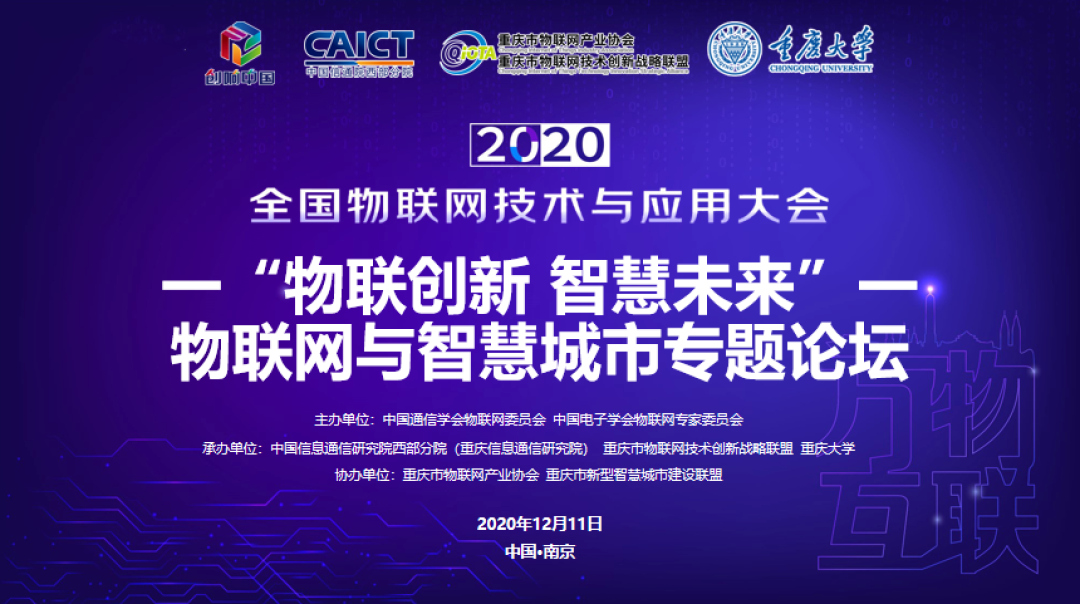 创响中国
CAICT
中国信通院西部分院
@IOTA
重庆市物联网产业协会
重庆市物联网技术创新战略联盟
重庆大学
CHONGQING UNIVERSITY
2020
全国物联网技术与应用大会
—“物联创新 智慧未来”—
物联网与智慧城市专题论坛
主办单位：中国通信学会物联网委员会 中国电子学会物联网专家委员会
承办单位：中国信息通信研究院西部分院（重庆信息通信研究院） 重庆市物联网技术创新战略联盟 重庆大学
协办单位：重庆市物联网产业协会 重庆市新型智慧城市建设联盟
2020年12月11日
中国•南京
万物
互联